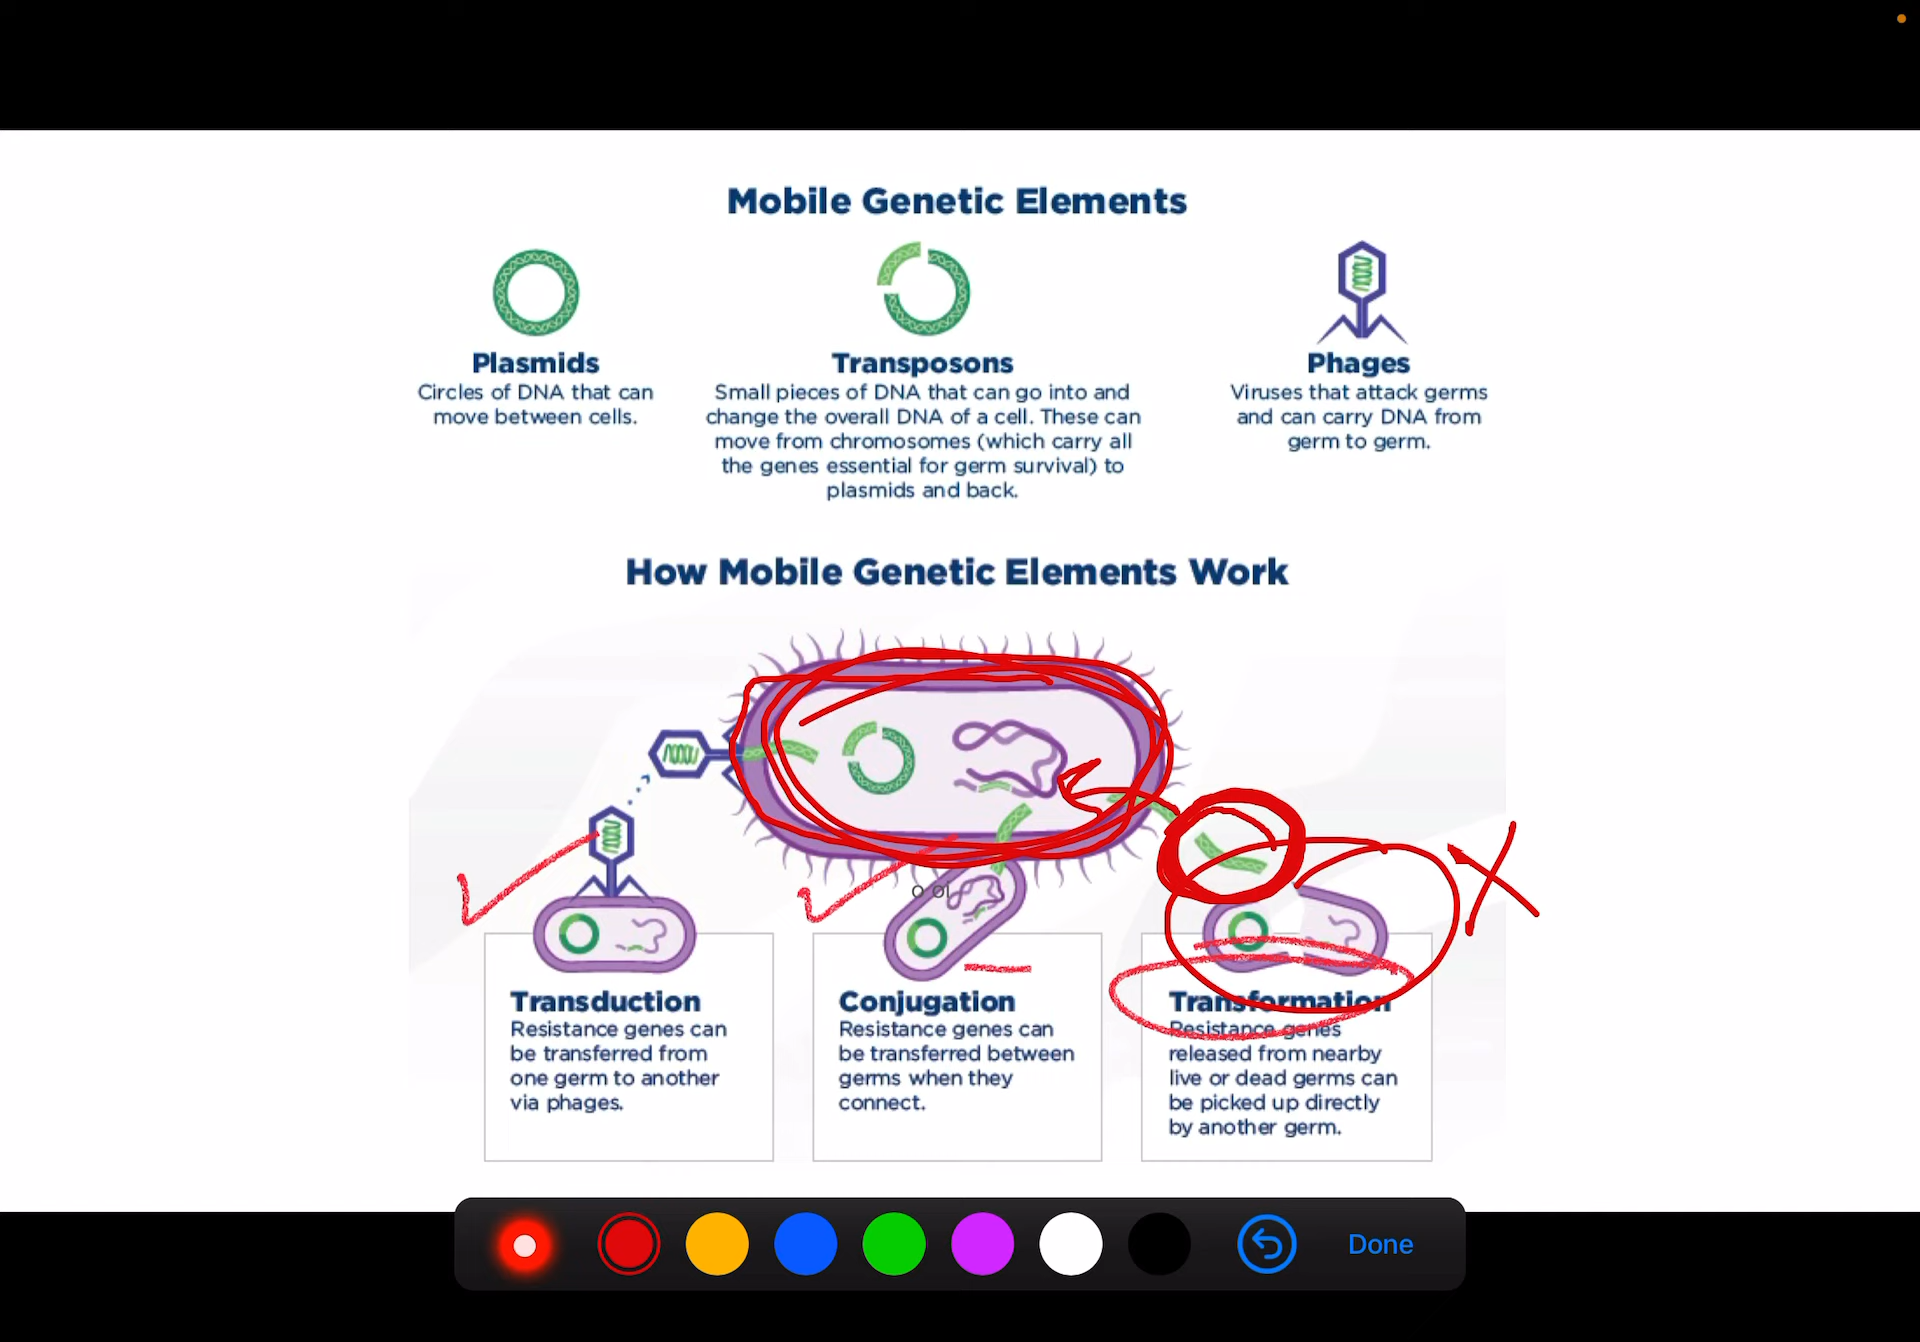 Mobile Genetic Elements
Plasmids
Circles of DNA that can
move between cells.
Transposons
Small pieces of DNA that can go into and
change the overall DNA of a cell. These can
move from chromosomes (which carry all
the genes essential for germ survival) to
plasmids and back.
Phages
Viruses that attack germs
and can carry DNA from
germ to germ.
How Mobile Genetic Elements Work
Transduction
Resistance genes can
be transferred from
one germ to another
via phages.
Conjugation
Resistance genes can
be transferred between
germs when they
connect.
Transformation
Resistance genes
released from nearby
live or dead germs can
be picked up directly
by another germ.
Done